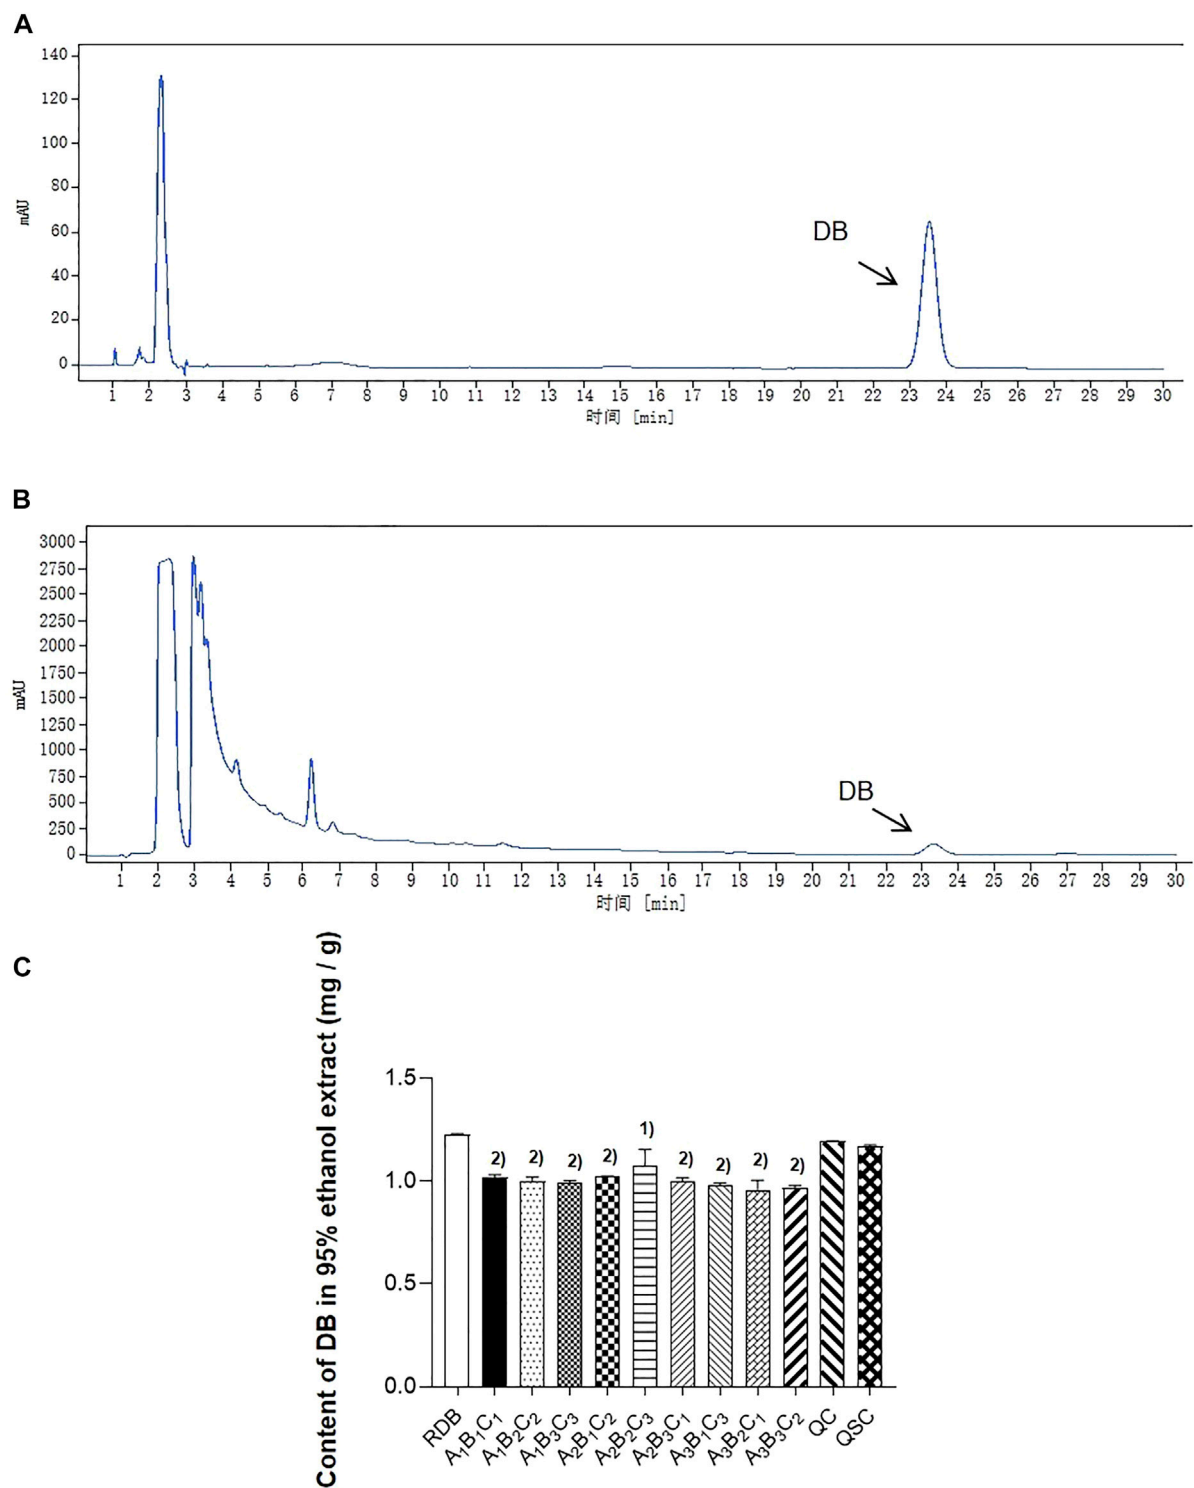 A
140
120
100
80
60
40
20
0
mAU
DB
1 2 3 4 5 6 7 8 9 10 11 12 13 14 15 16 17 18 19 20 21 22 23 24 25 26 27 28 29 30
时间 [min]
B
3000
2750
2500
2250
2000
1750
1500
1250
1000
750
500
250
0
mAU
DB
1 2 3 4 5 6 7 8 9 10 11 12 13 14 15 16 17 18 19 20 21 22 23 24 25 26 27 28 29 30
时间 [min]
C
Content of DB in 95% ethanol extract (mg / g)
1.5
1.0
0.5
0.0
2) 2) 2) 2) 1) 2) 2) 2) 2)
RDB
A₁B₁C₁
A₁B₂C₂
A₁B₃C₃
A₂B₁C₂
A₂B₂C₃
A₂B₃C₁
A₃B₁C₃
A₃B₂C₁
A₃B₃C₂
QC
QSC